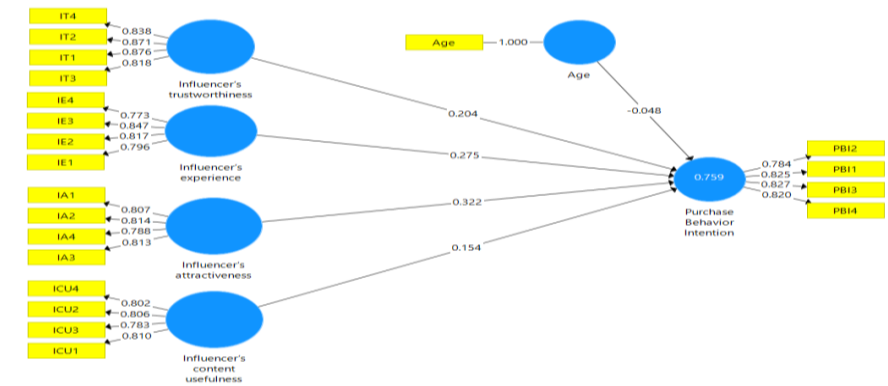 IT4
IT2
IT1
IT3
0.838
0.871
0.876
0.818
Influencer's
trustworthiness
Age
1.000
Age
-0.048
0.204
IE4
IE3
IE2
IE1
0.773
0.847
0.817
0.796
Influencer's
experience
0.275
IA1
IA2
IA4
IA3
0.807
0.814
0.788
0.813
Influencer's
attractiveness
0.322
ICU4
ICU2
ICU3
ICU1
0.802
0.806
0.783
0.810
Influencer's
content
usefulness
0.154
0.759
Purchase
Behavior
Intention
0.784
0.825
0.827
0.820
PBI2
PBI1
PBI3
PBI4